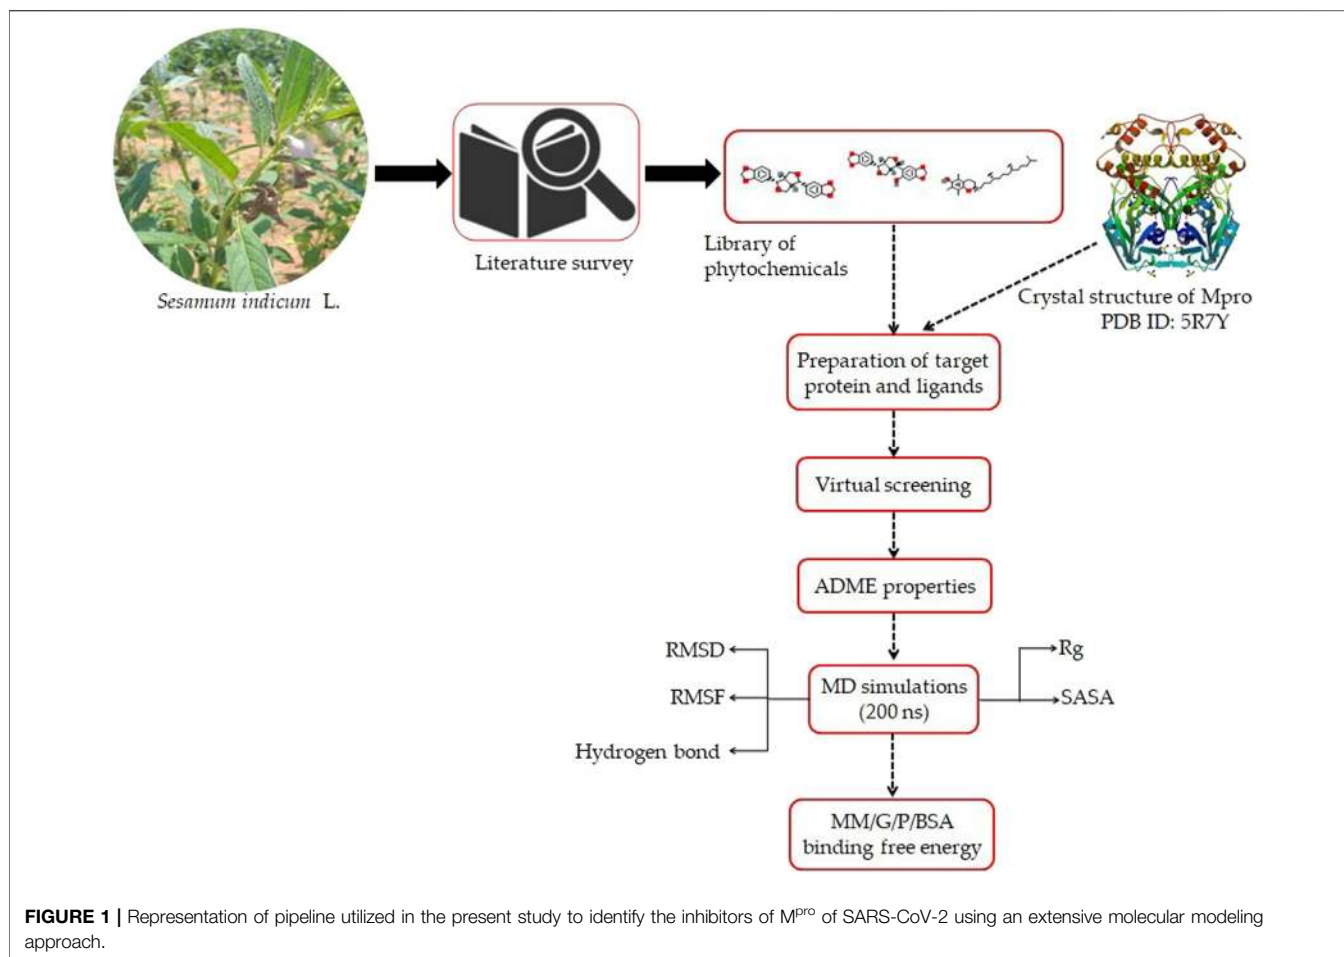 Sesamum indicum L.
Literature survey
Library of
phytochemicals
Crystal structure of Mpro
PDB ID: 5R7Y
Preparation of target
protein and ligands
Virtual screening
ADME properties
RMSD
RMSF
Hydrogen bond
MD simulations
(200 ns)
Rg
SASA
MM/G/P/BSA
binding free energy
FIGURE 1 | Representation of pipeline utilized in the present study to identify the inhibitors of Mpro of SARS-CoV-2 using an extensive molecular modeling
approach.